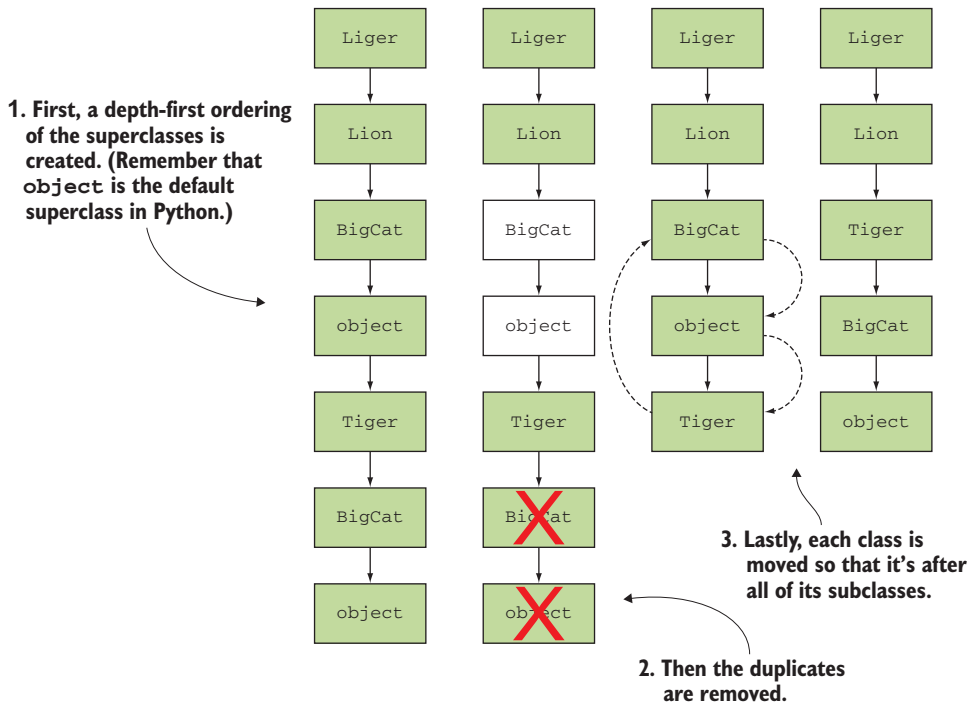 Liger
Liger
Liger
Liger
1. First, a depth-first ordering
of the superclasses is
created. (Remember that
object is the default
superclass in Python.)
Lion
Lion
Lion
Lion
BigCat
BigCat
BigCat
Tiger
object
object
object
BigCat
Tiger
Tiger
Tiger
object
BigCat
BigCat
3. Lastly, each class is
moved so that it's after
all of its subclasses.
object
object
2. Then the duplicates
are removed.